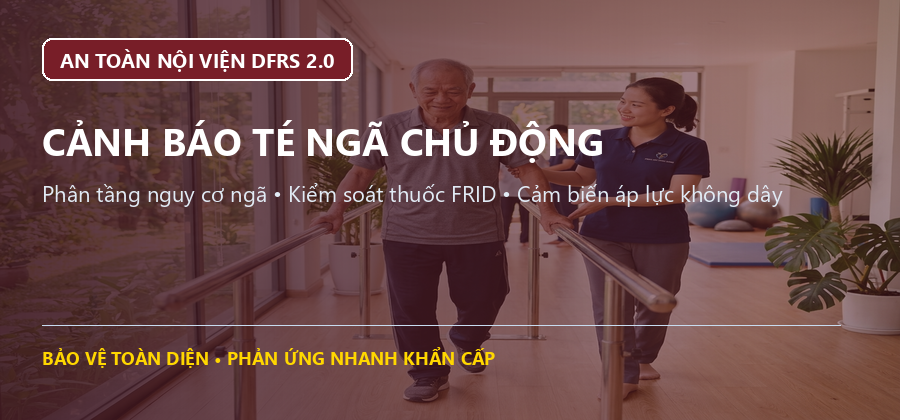 AN TOÀN NỘI VIỆN DFRS 2.0
CẢNH BÁO TÉ NGÃ CHỦ ĐỘNG
Phân tầng nguy cơ ngã • Kiểm soát thuốc FRID • Cảm biến áp lực không dây
BẢO VỆ TOÀN DIỆN • PHẢN ỨNG NHANH KHẨN CẤP